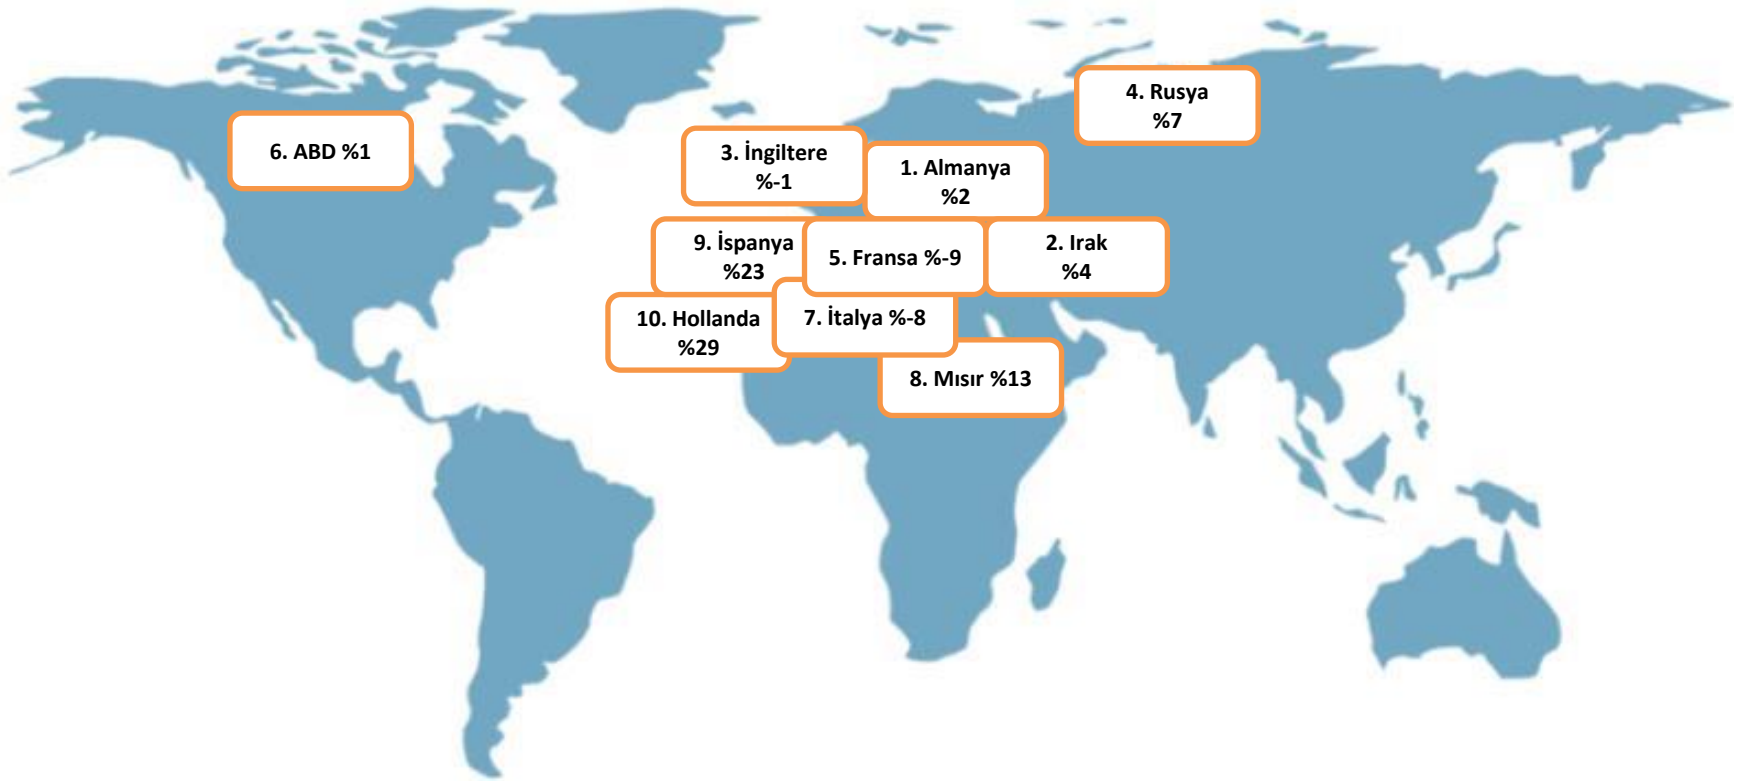 4. Rusya
%7
6. ABD %1
3. İngiltere
%-1
1. Almanya
%2
9. İspanya
%23
5. Fransa %-9
2. Irak
%4
10. Hollanda
%29
7. İtalya %-8
8. Mısır %13